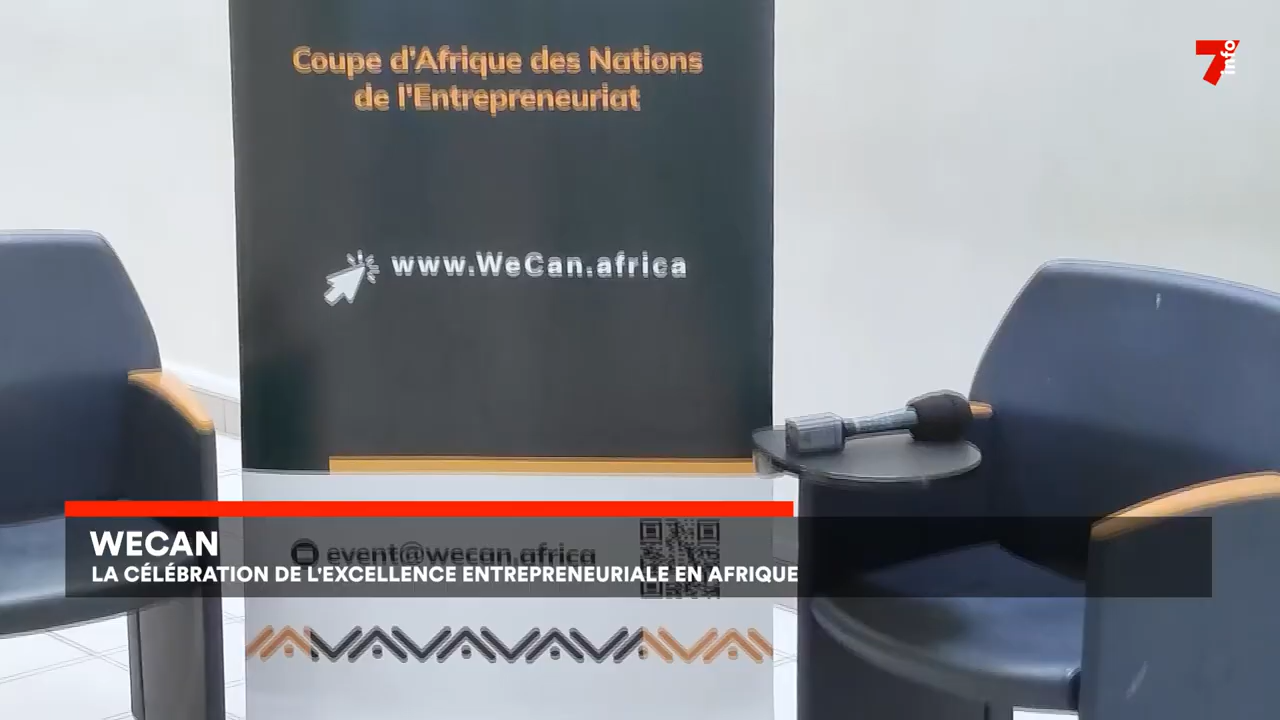 Coupe d'Afrique des Nations
de l'Entrepreneuriat
7info
www.WeCan.africa
WECAN
event@wecan.africa
LA CÉLÉBRATION DE L'EXCELLENCE ENTREPRENEURIALE EN AFRIQUE